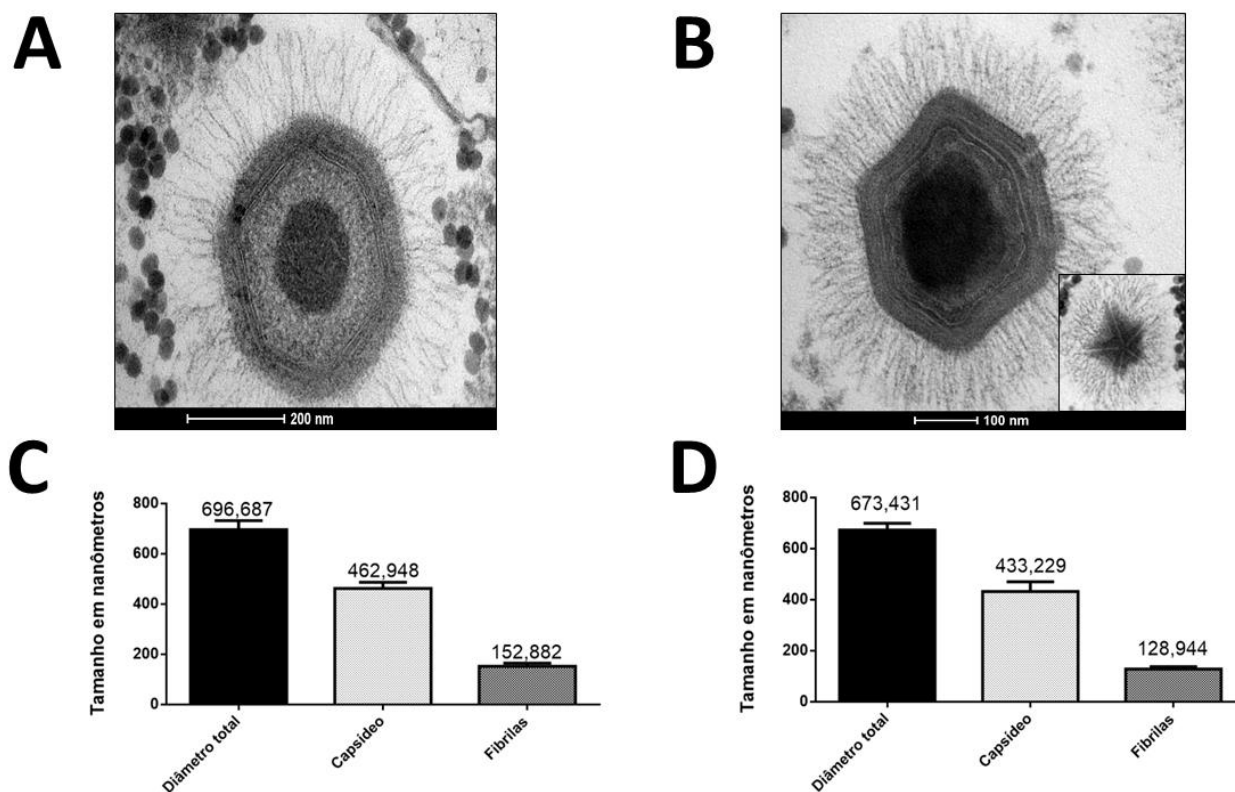 A
B
200 nm
100 nm
C
Tamanho em nanômetros
800
600
400
200
0
696,687
462,948
152,882
Diâmetro total
Capsídeo
Fibrilas
D
Tamanho em nanômetros
800
600
400
200
0
673,431
433,229
128,944
Diâmetro total
Capsídeo
Fibrilas